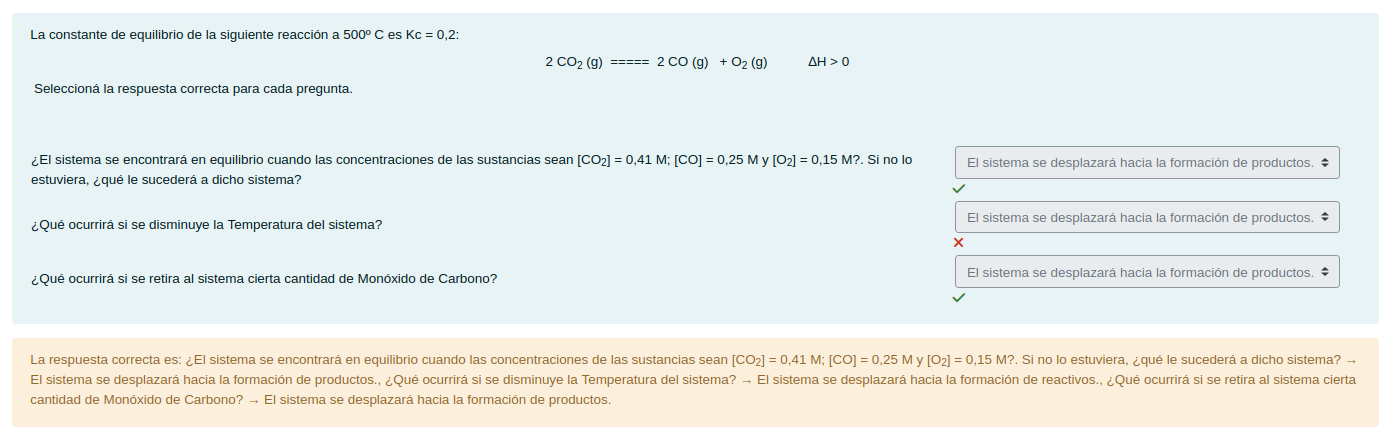 La constante de equilibrio de la siguiente reacción a 500º C es Kc = 0,2:
2 CO2 (g) ===== 2 CO (g) + O2 (g) ΔH > 0
Seleccioná la respuesta correcta para cada pregunta.
¿El sistema se encontrará en equilibrio cuando las concentraciones de las sustancias sean [CO2] = 0,41 M; [CO] = 0,25 M y [O2] = 0,15 M?. Si no lo
estuviera, ¿qué le sucederá a dicho sistema?
El sistema se desplazará hacia la formación de productos.
¿Qué ocurrirá si se disminuye la Temperatura del sistema?
El sistema se desplazará hacia la formación de productos.
¿Qué ocurrirá si se retira al sistema cierta cantidad de Monóxido de Carbono?
El sistema se desplazará hacia la formación de productos.
La respuesta correcta es: ¿El sistema se encontrará en equilibrio cuando las concentraciones de las sustancias sean [CO2] = 0,41 M; [CO] = 0,25 M y [O2] = 0,15 M?. Si no lo estuviera, ¿qué le sucederá a dicho sistema? →
El sistema se desplazará hacia la formación de productos., ¿Qué ocurrirá si se disminuye la Temperatura del sistema? → El sistema se desplazará hacia la formación de reactivos., ¿Qué ocurrirá si se retira al sistema cierta
cantidad de Monóxido de Carbono? → El sistema se desplazará hacia la formación de productos.